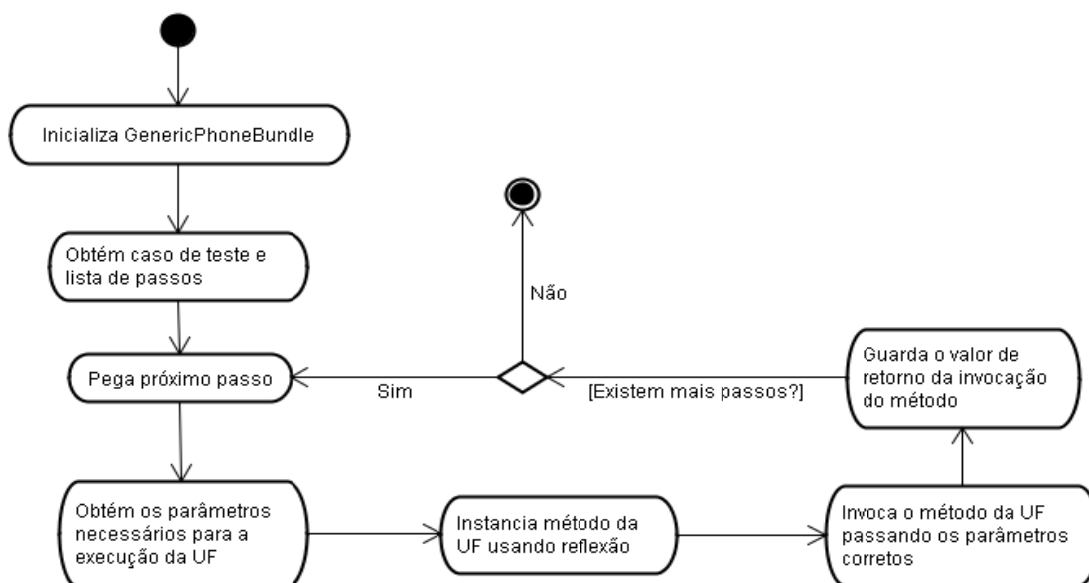 Inicializa GenericPhoneBundle
Obtém caso de teste e
lista de passos
Pega próximo passo
Obtém os parâmetros
necessários para a
execução da UF
Instancia método da
UF usando reflexão
Invoca o método da UF
passando os parâmetros
corretos
Guarda o valor de
retorno da invocação
do método
[Existem mais passos?]
Sim
Não